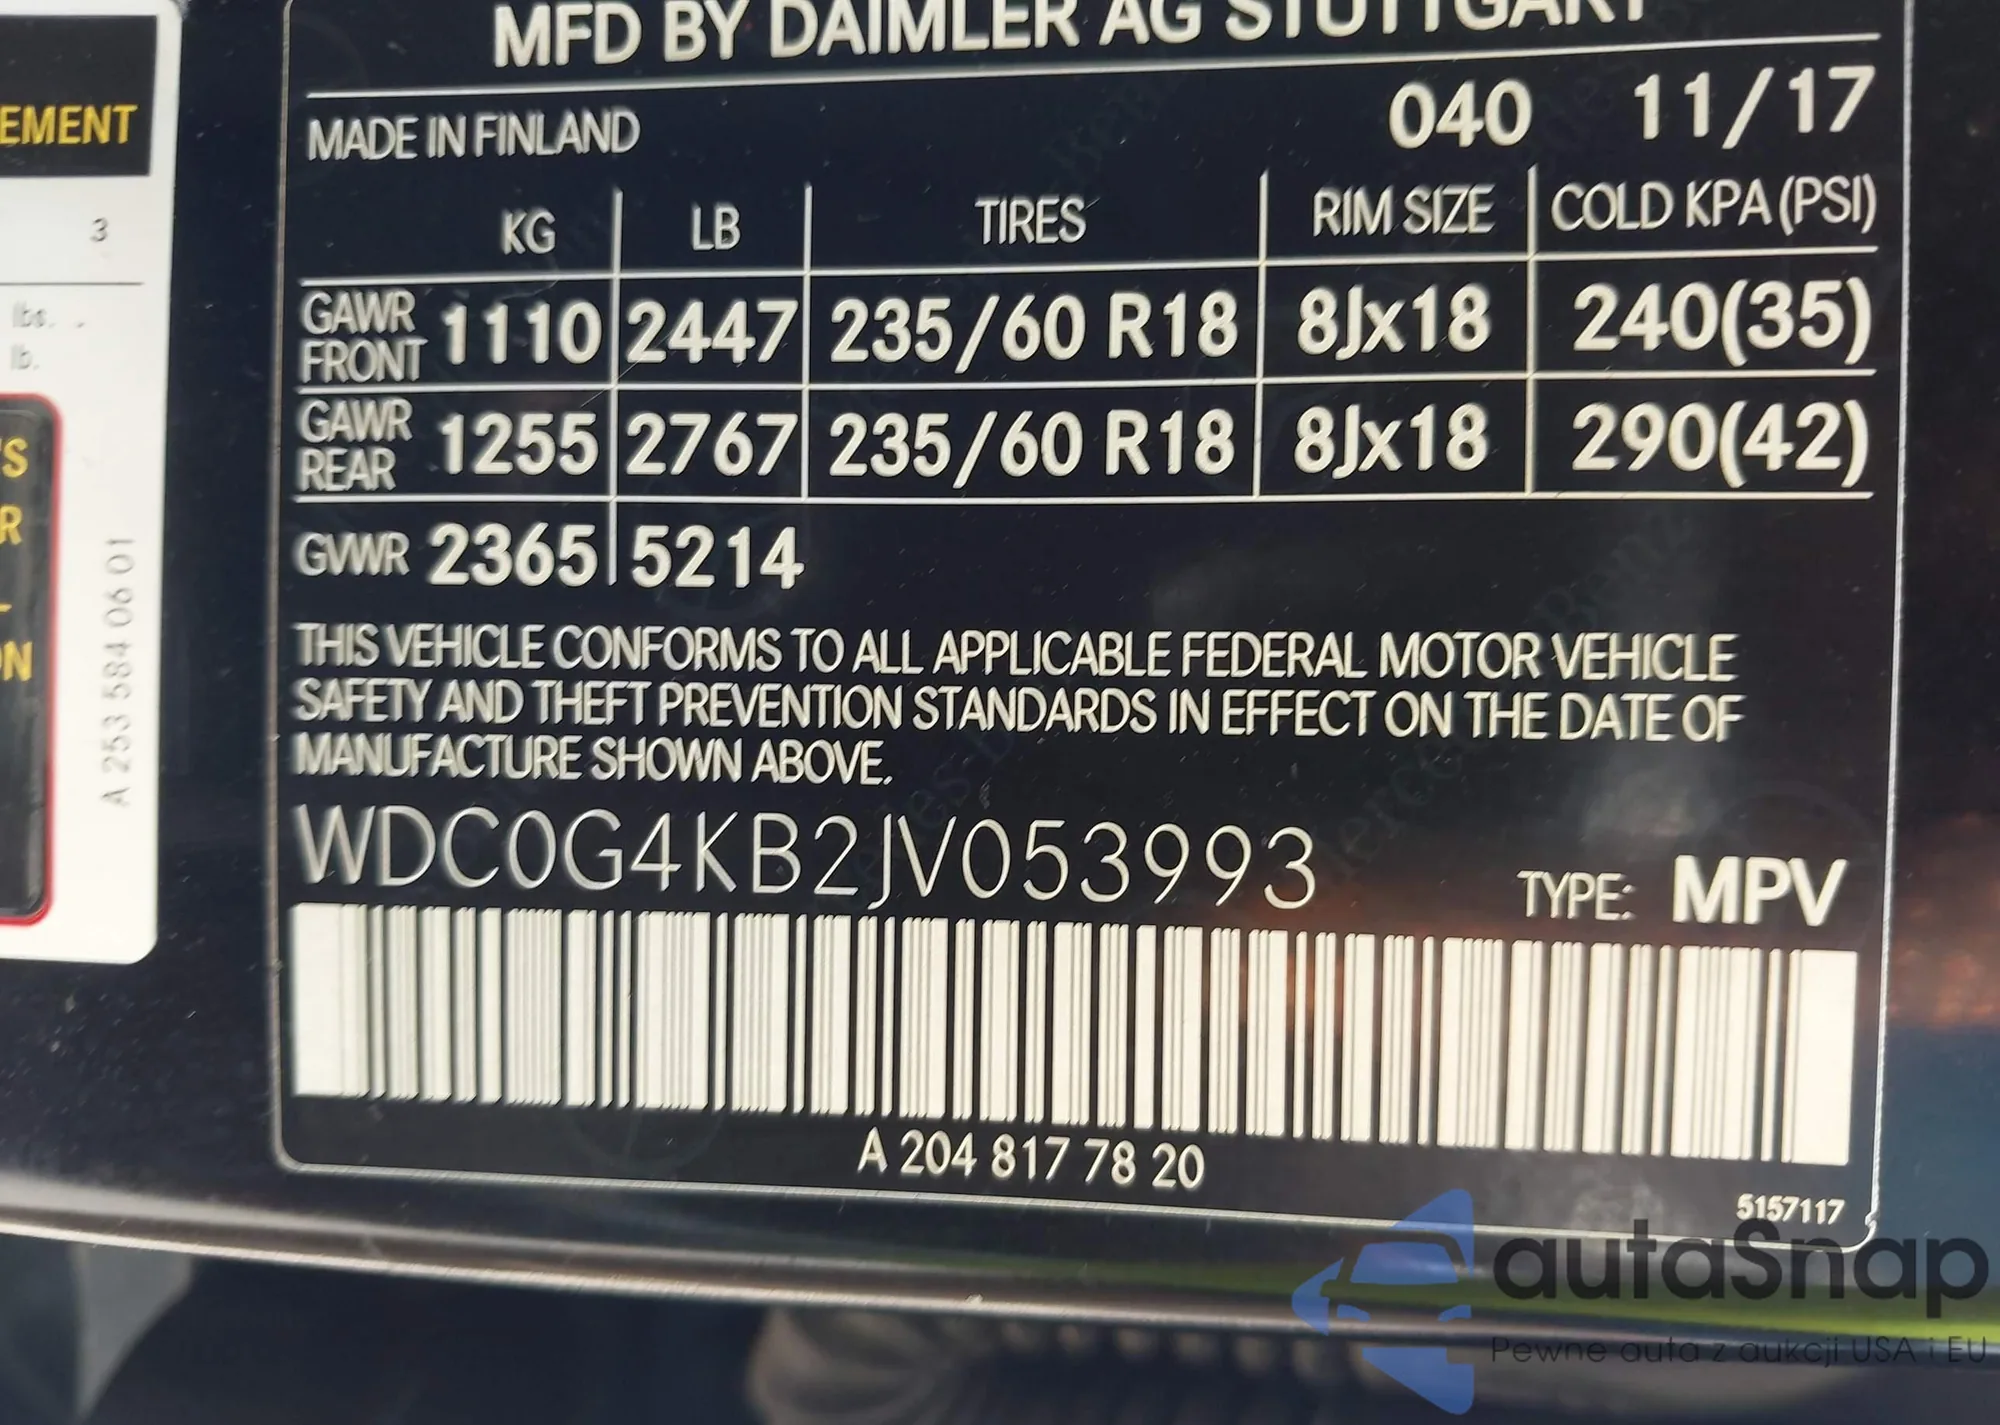 MFD BY DAIMLER AG STUTTGART
MADE IN FINLAND 040 11/17
KG LB TIRES RIM SIZE COLD KPA (PSI)
GAWR FRONT 1110 2447 235/60 R18 8Jx18 240(35)
GAWR REAR 1255 2767 235/60 R18 8Jx18 290(42)
GVWR 2365 5214
THIS VEHICLE CONFORMS TO ALL APPLICABLE FEDERAL MOTOR VEHICLE
SAFETY AND THEFT PREVENTION STANDARDS IN EFFECT ON THE DATE OF
MANUFACTURE SHOWN ABOVE.
WDC0G4KB2JV053993 TYPE: MPV
A 204 817 78 20
5157117
EMENT
3
lbs.
lb.
'S
R
ON
A 253 584 06 01
autaSnap
Pewne auta z aukcji USA i EU